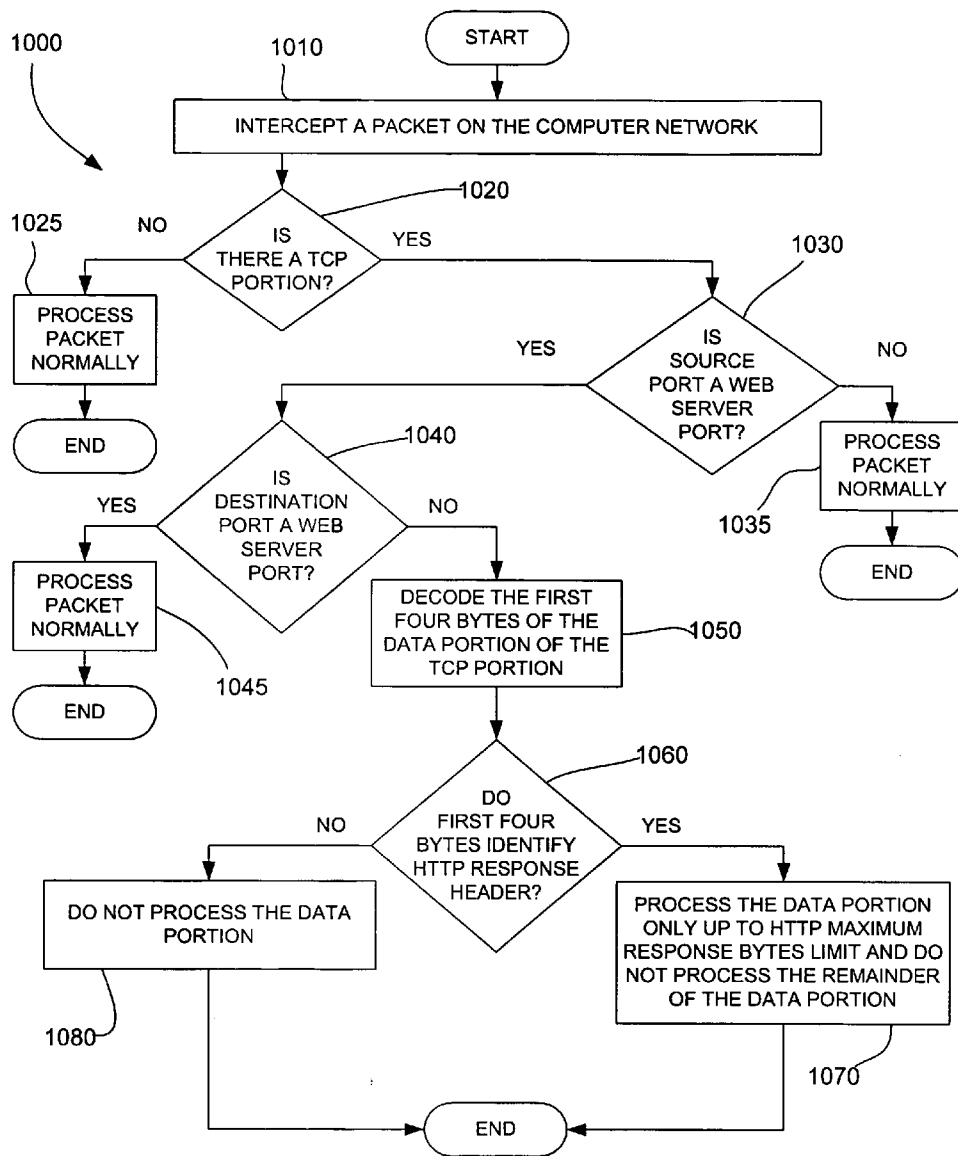 START
1000
1010
INTERCEPT A PACKET ON THE COMPUTER NETWORK
1020
IS
THERE A TCP
PORTION?
NO
YES
1025
PROCESS
PACKET
NORMALLY
END
1030
IS
SOURCE
PORT A WEB
SERVER
PORT?
YES
NO
PROCESS
PACKET
NORMALLY
1035
END
1040
IS
DESTINATION
PORT A WEB
SERVER
PORT?
YES
NO
PROCESS
PACKET
NORMALLY
1045
END
DECODE THE FIRST
FOUR BYTES OF THE
DATA PORTION OF THE
TCP PORTION
1050
1060
DO
FIRST FOUR
BYTES IDENTIFY
HTTP RESPONSE
HEADER?
NO
YES
DO NOT PROCESS THE DATA
PORTION
1080
PROCESS THE DATA PORTION
ONLY UP TO HTTP MAXIMUM
RESPONSE BYTES LIMIT AND DO
NOT PROCESS THE REMAINDER
OF THE DATA PORTION
1070
END